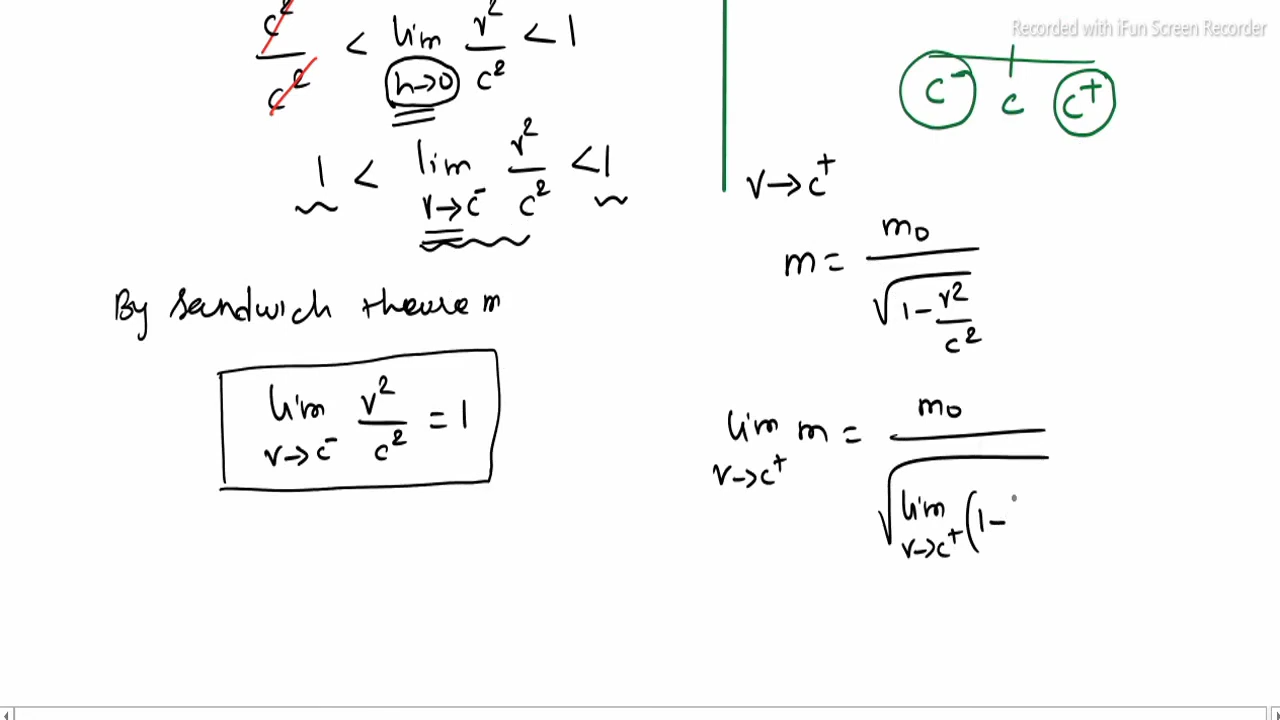 Recorded with iFun Screen Recorder
c²/c² < lim h→0 v²/c² < 1
1 < lim v→c⁻ v²/c² < 1
By sandwich theorem
lim v→c⁻ v²/c² = 1
c⁻ c c⁺
v→c⁺
m = m₀/√(1-v²/c²)
lim v→c⁺ m = m₀/√(lim v→c⁺ (1-